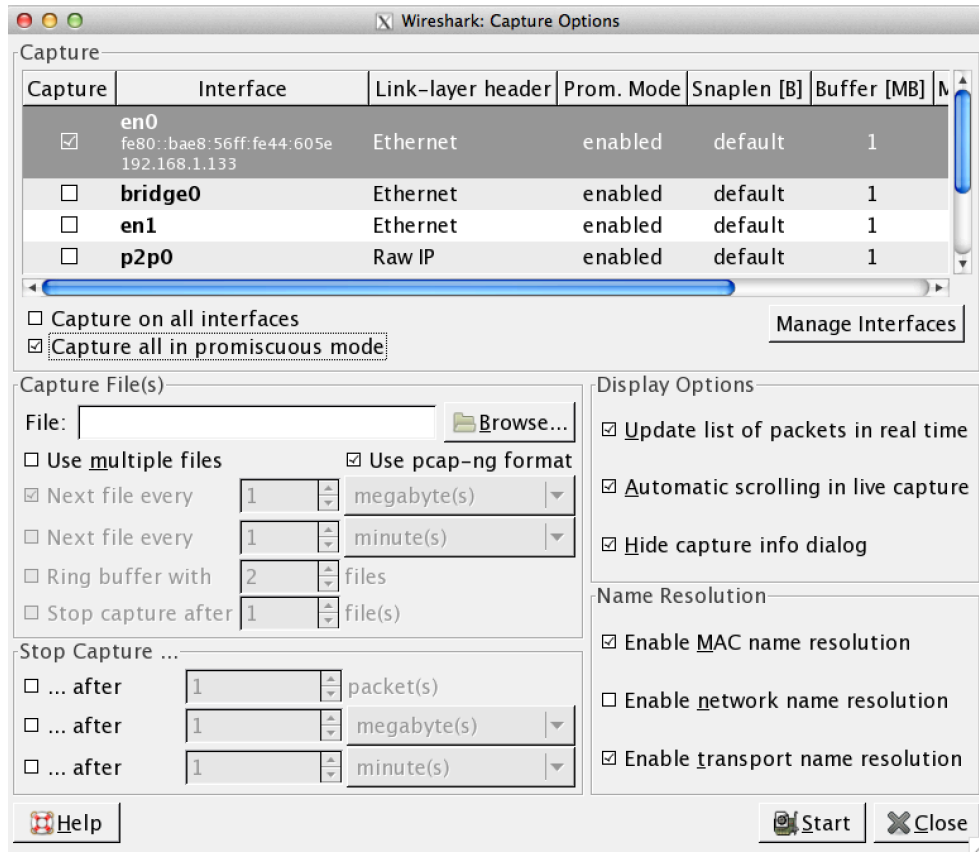 Wireshark: Capture Options
Capture
Capture Interface Link-layer header Prom. Mode Snaplen [B] Buffer [MB] M
en0
fe80::bae8:56ff:fe44:605e
192.168.1.133
Ethernet enabled default 1
bridge0 Ethernet enabled default 1
en1 Ethernet enabled default 1
p2p0 Raw IP enabled default 1
Capture on all interfaces
Capture all in promiscuous mode
Manage Interfaces
Capture File(s)
File: Browse...
Use multiple files Use pcap-ng format
Next file every 1 megabyte(s)
Next file every 1 minute(s)
Ring buffer with 2 files
Stop capture after 1 file(s)
Stop Capture ...
... after 1 packet(s)
... after 1 megabyte(s)
... after 1 minute(s)
Display Options
Update list of packets in real time
Automatic scrolling in live capture
Hide capture info dialog
Name Resolution
Enable MAC name resolution
Enable network name resolution
Enable transport name resolution
Help
Start Close